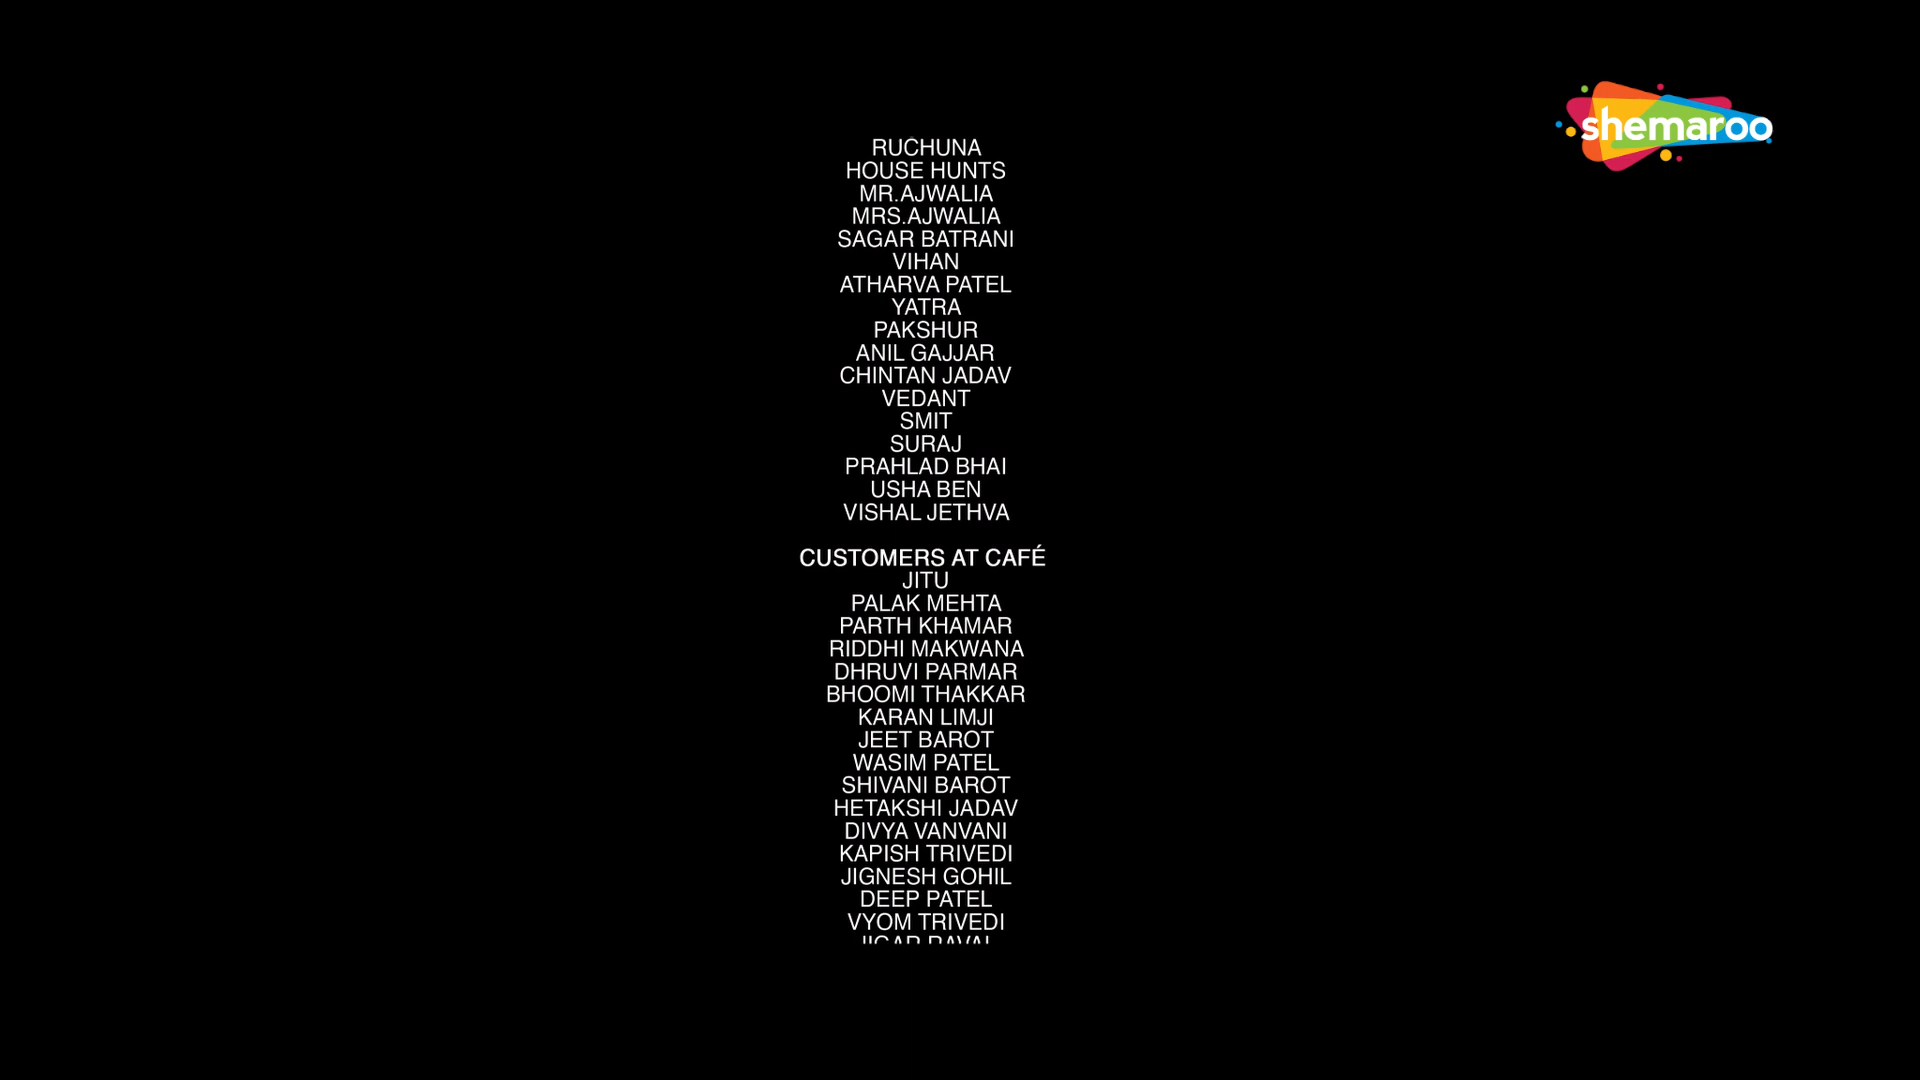 shemaroo
RUCHUNA
HOUSE HUNTS
MR.AJWALIA
MRS.AJWALIA
SAGAR BATRANI
VIHAN
ATHARVA PATEL
YATRA
PAKSHUR
ANIL GAJJAR
CHINTAN JADAV
VEDANT
SMIT
SURAJ
PRAHLAD BHAI
USHA BEN
VISHAL JETHVA
CUSTOMERS AT CAFÉ
JITU
PALAK MEHTA
PARTH KHAMAR
RIDDHI MAKWANA
DHRUVI PARMAR
BHOOMI THAKKAR
KARAN LIMJI
JEET BAROT
WASIM PATEL
SHIVANI BAROT
HETAKSHI JADAV
DIVYA VANVANI
KAPISH TRIVEDI
JIGNESH GOHIL
DEEP PATEL
VYOM TRIVEDI